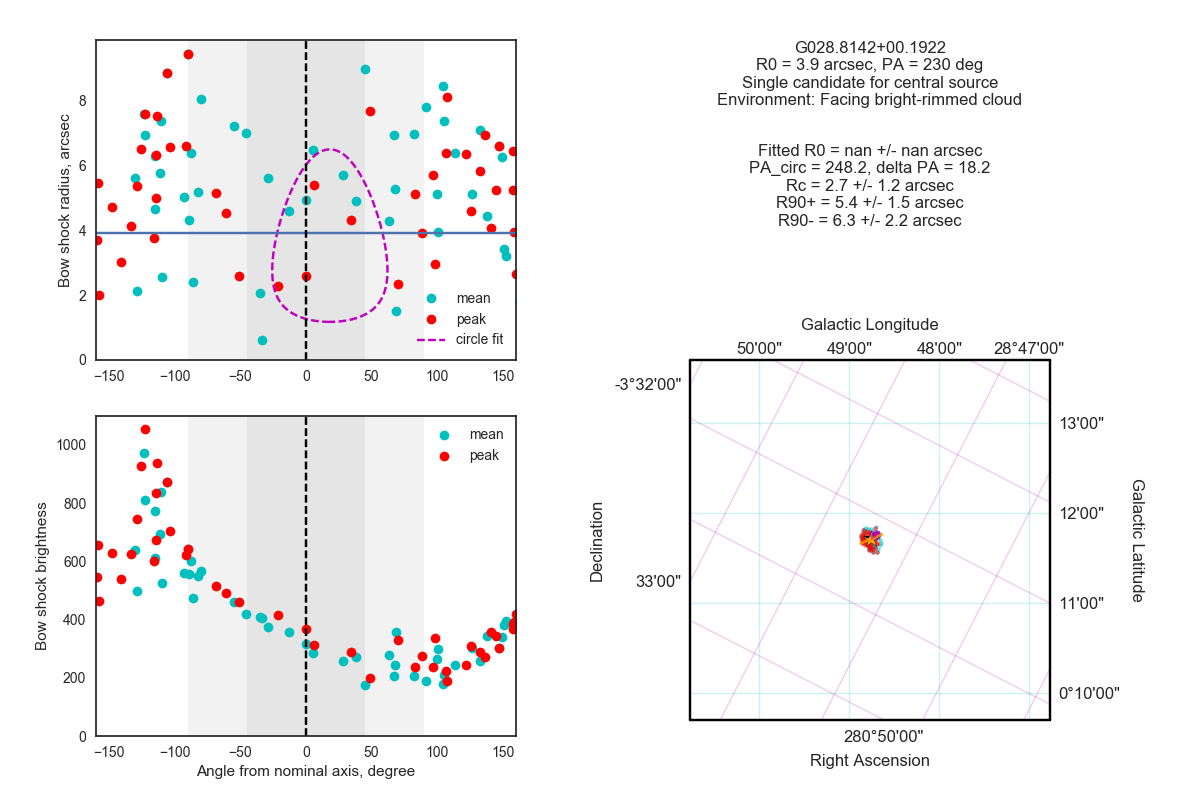 Bow shock radius, arcsec
8
6
4
2
0
mean
peak
circle fit
−150
−100
−50
0
50
100
150
Bow shock brightness
1000
800
600
400
200
0
mean
peak
−150
−100
−50
0
50
100
150
Angle from nominal axis, degree
G028.8142+00.1922
R0 = 3.9 arcsec, PA = 230 deg
Single candidate for central source
Environment: Facing bright-rimmed cloud
Fitted R0 = nan +/- nan arcsec
PA_circ = 248.2, delta PA = 18.2
Rc = 2.7 +/- 1.2 arcsec
R90+ = 5.4 +/- 1.5 arcsec
R90- = 6.3 +/- 2.2 arcsec
Galactic Longitude
50'00"
49'00"
48'00"
28°47'00"
-3°32'00"
33'00"
Declination
13'00"
12'00"
11'00"
0°10'00"
Galactic Latitude
280°50'00"
Right Ascension